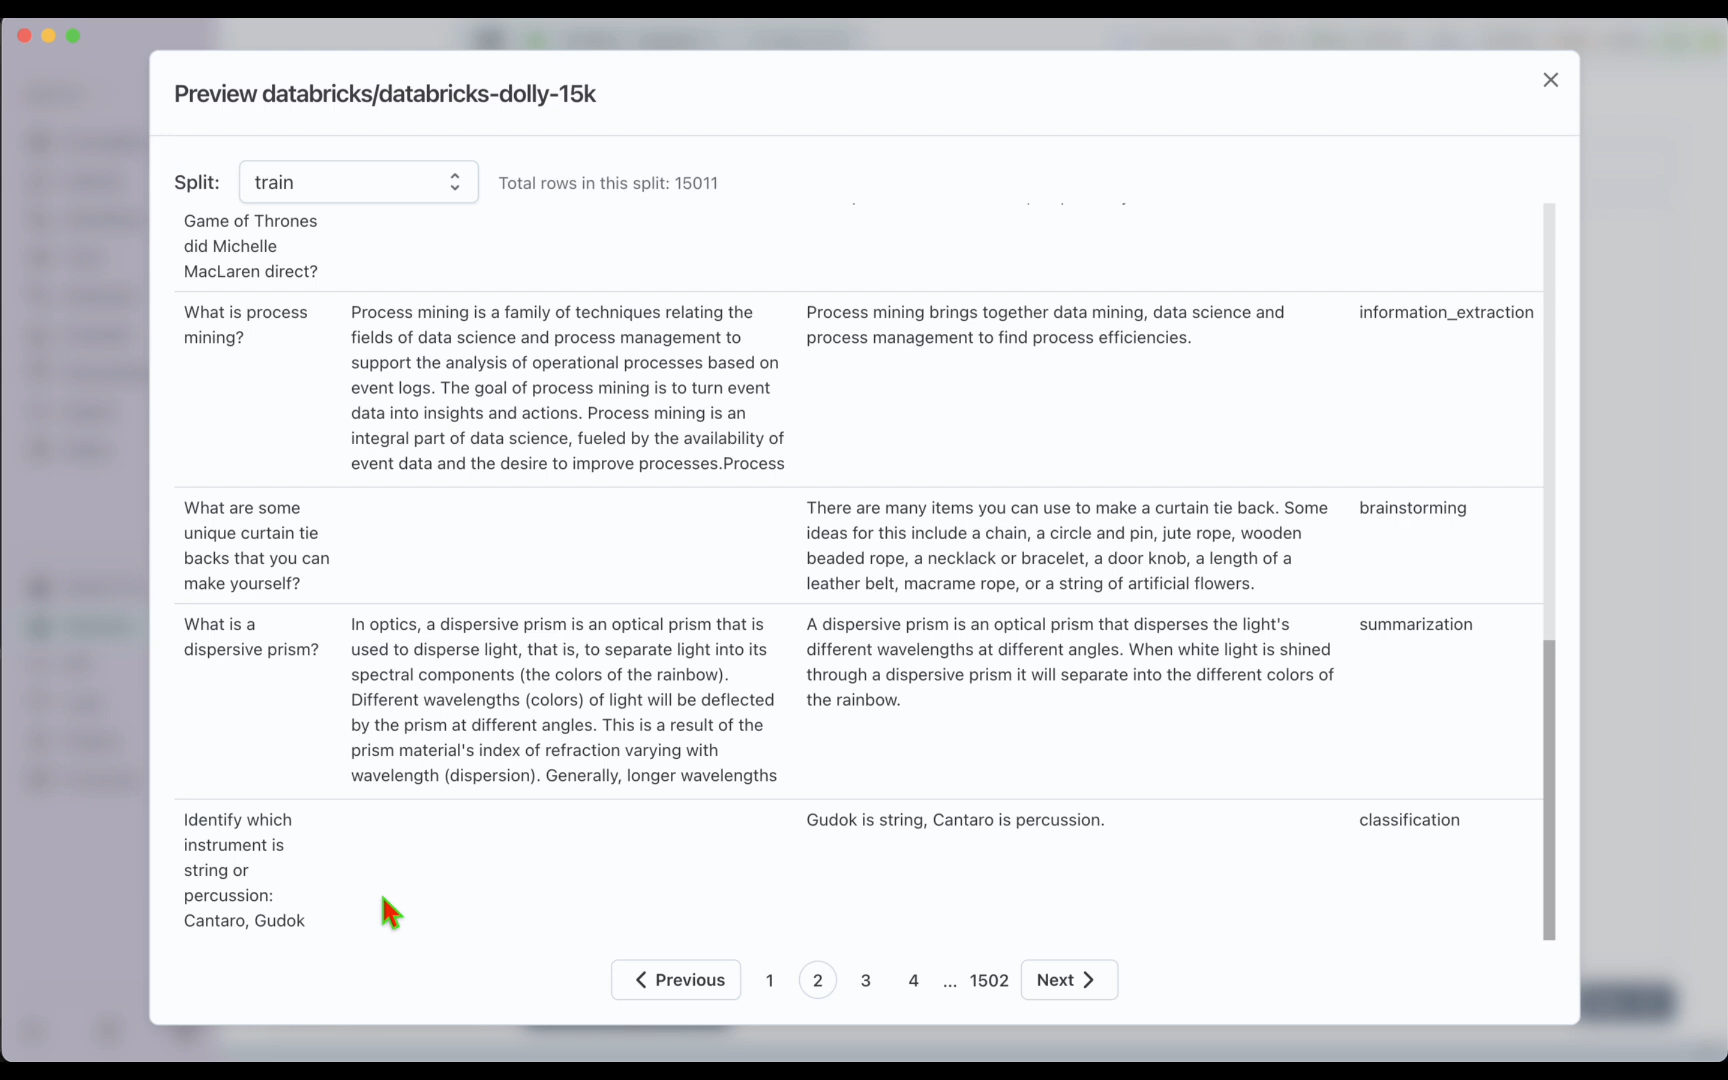 Preview databricks/databricks-dolly-15k
Split:
train
Total rows in this split: 15011
Game of Thrones
did Michelle
MacLaren direct?
What is process
mining?
Process mining is a family of techniques relating the
fields of data science and process management to
support the analysis of operational processes based on
event logs. The goal of process mining is to turn event
data into insights and actions. Process mining is an
integral part of data science, fueled by the availability of
event data and the desire to improve processes.Process
Process mining brings together data mining, data science and
process management to find process efficiencies.
information_extraction
What are some
unique curtain tie
backs that you can
make yourself?
There are many items you can use to make a curtain tie back. Some
ideas for this include a chain, a circle and pin, jute rope, wooden
beaded rope, a necklack or bracelet, a door knob, a length of a
leather belt, macrame rope, or a string of artificial flowers.
brainstorming
What is a
dispersive prism?
In optics, a dispersive prism is an optical prism that is
used to disperse light, that is, to separate light into its
spectral components (the colors of the rainbow).
Different wavelengths (colors) of light will be deflected
by the prism at different angles. This is a result of the
prism material's index of refraction varying with
wavelength (dispersion). Generally, longer wavelengths
A dispersive prism is an optical prism that disperses the light's
different wavelengths at different angles. When white light is shined
through a dispersive prism it will separate into the different colors of
the rainbow.
summarization
Identify which
instrument is
string or
percussion:
Cantaro, Gudok
Gudok is string, Cantaro is percussion.
classification
Previous 1 2 3 4 ... 1502 Next